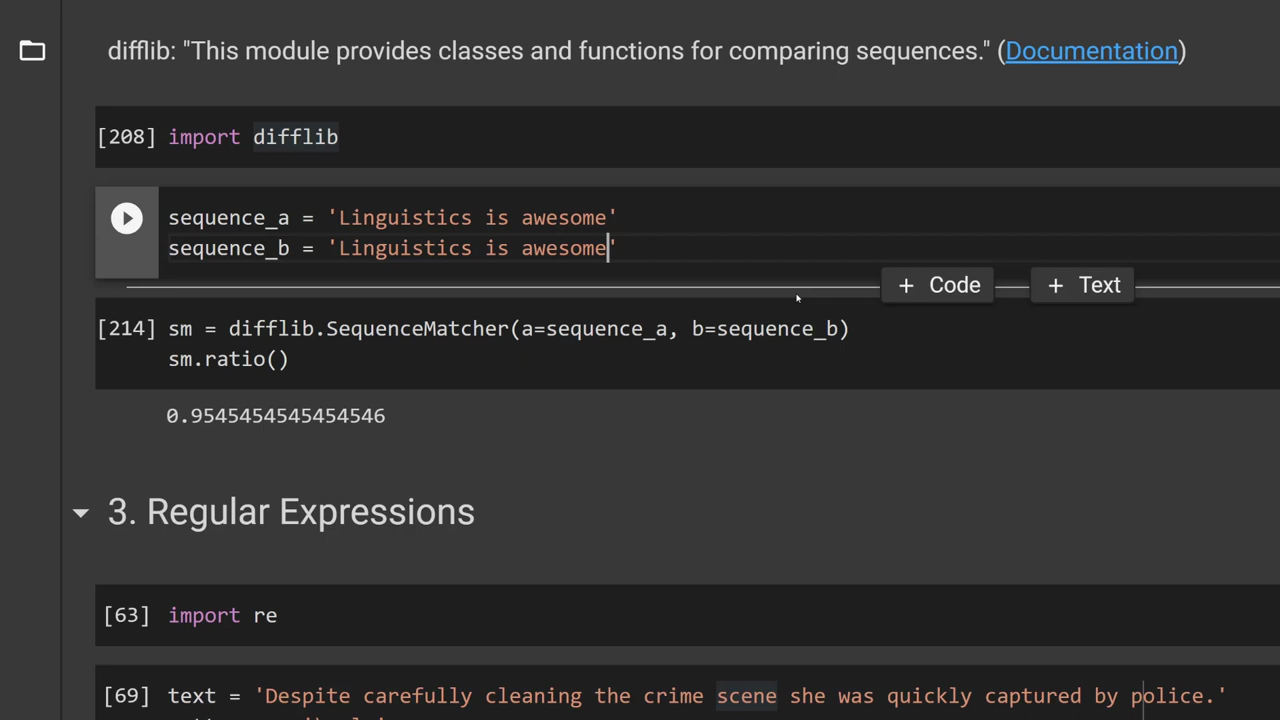 difflib: "This module provides classes and functions for comparing sequences." (Documentation)
[208] import difflib
sequence_a = 'Linguistics is awesome'
sequence_b = 'Linguistics is awesome'
+ Code + Text
[214] sm = difflib.SequenceMatcher(a=sequence_a, b=sequence_b)
sm.ratio()
0.9545454545454546
3. Regular Expressions
[63] import re
[69] text = 'Despite carefully cleaning the crime scene she was quickly captured by police.'